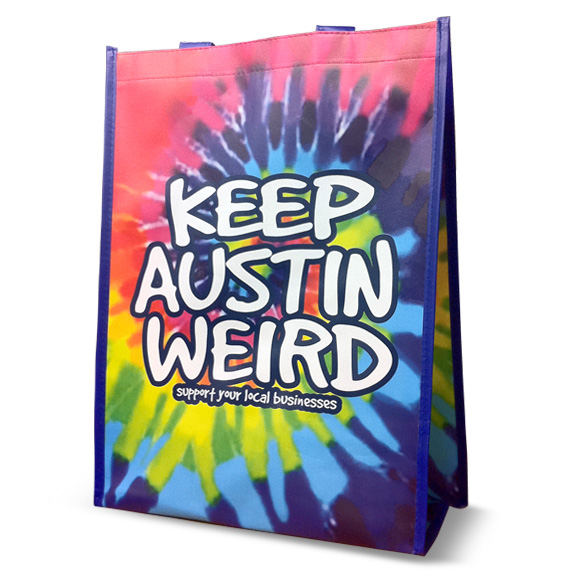 KEEP
AUSTIN
WEIRD
support your local businesses